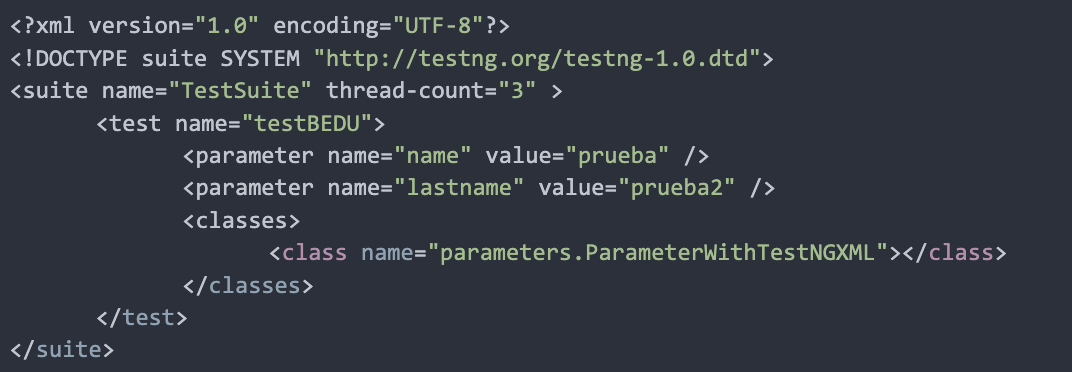 <?xml version="1.0" encoding="UTF-8"?>
<!DOCTYPE suite SYSTEM "http://testng.org/testng-1.0.dtd">
<suite name="TestSuite" thread-count="3" >
<test name="testBEDU">
<parameter name="name" value="prueba" />
<parameter name="lastname" value="prueba2" />
<classes>
<class name="parameters.ParameterWithTestNGXML"></class>
</classes>
</test>
</suite>